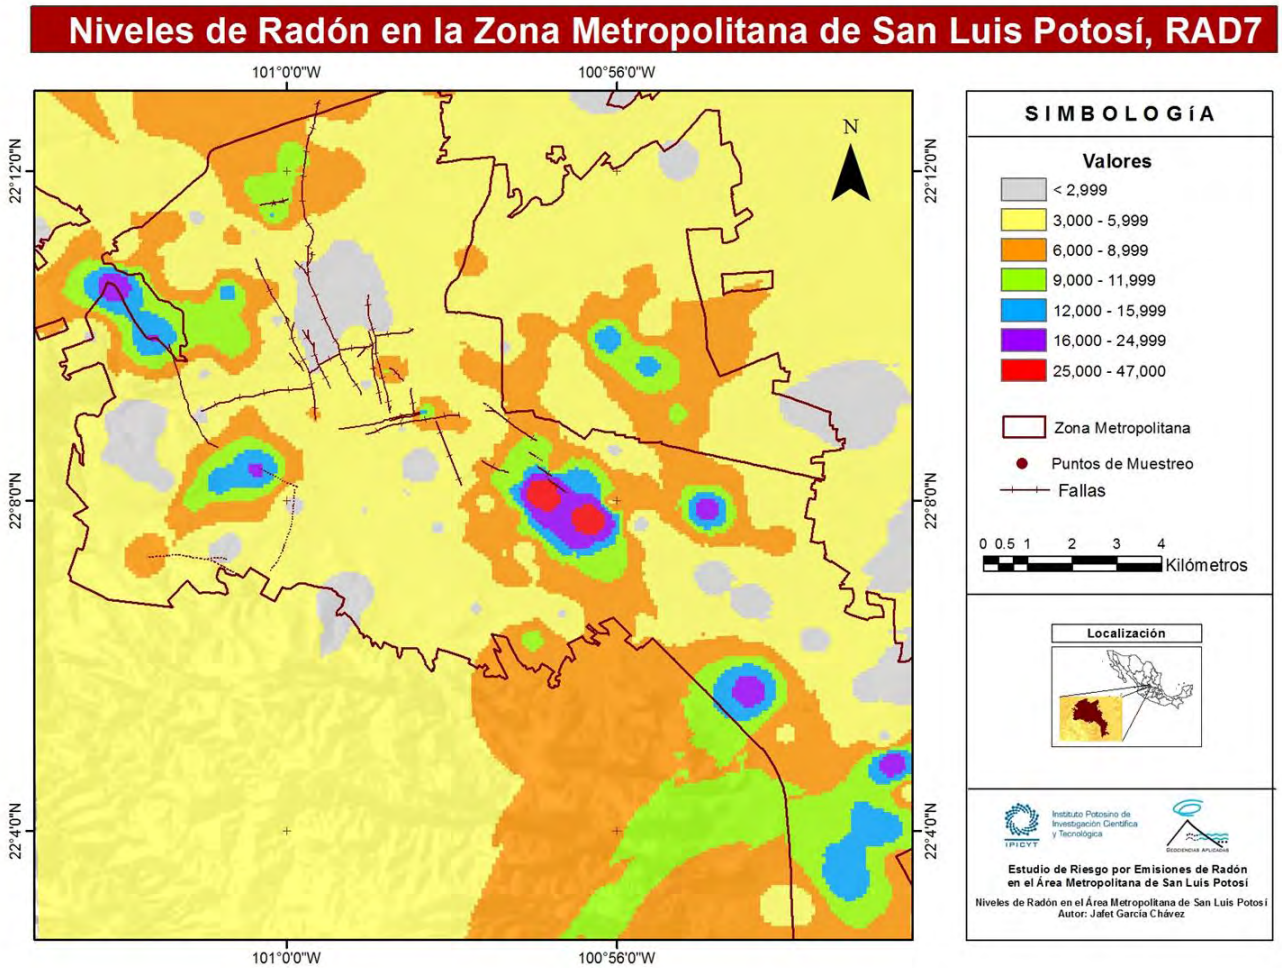 Niveles de Radón en la Zona Metropolitana de San Luis Potosí, RAD7
101°0'0"W
100°56'0"W
22°12'0"N
22°8'0"N
22°4'0"N
N
22°12'0"N
22°8'0"N
22°4'0"N
101°0'0"W
100°56'0"W
SIMBOLOGíA
Valores
< 2,999
3,000 - 5,999
6,000 - 8,999
9,000 - 11,999
12,000 - 15,999
16,000 - 24,999
25,000 - 47,000
Zona Metropolitana
Puntos de Muestreo
Fallas
0 0.5 1 2 3 4
Kilómetros
Localización
IPICYT
Instituto Potosino de
Investigación Científica
y Tecnológica
GEOCIENCIAS APLICADAS
Estudio de Riesgo por Emisiones de Radón
en el Área Metropolitana de San Luis Potosí
Niveles de Radón en el Área Metropolitana de San Luis Potosí
Autor: Jafet García Chávez